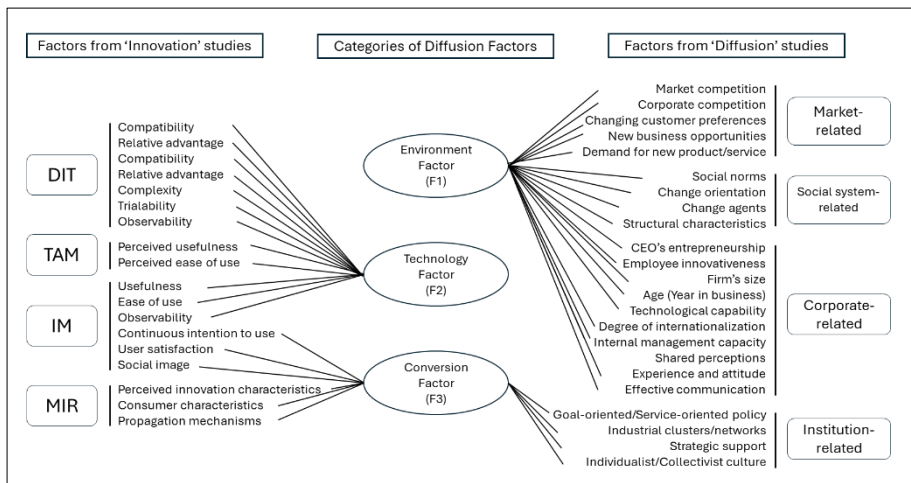 Factors from ‘Innovation’ studies
Categories of Diffusion Factors
Factors from ‘Diffusion’ studies
DIT
Compatibility
Relative advantage
Compatibility
Relative advantage
Complexity
Trialability
Observability
TAM
Perceived usefulness
Perceived ease of use
IM
Usefulness
Ease of use
Observability
Continuous intention to use
User satisfaction
Social image
MIR
Perceived innovation characteristics
Consumer characteristics
Propagation mechanisms
Environment
Factor
(F1)
Technology
Factor
(F2)
Conversion
Factor
(F3)
Market competition
Corporate competition
Changing customer preferences
New business opportunities
Demand for new product/service
Market-
related
Social norms
Change orientation
Change agents
Structural characteristics
Social system-
related
CEO’s entrepreneurship
Employee innovativeness
Firm’s size
Age (Year in business)
Technological capability
Degree of internationalization
Internal management capacity
Shared perceptions
Experience and attitude
Effective communication
Corporate-
related
Goal-oriented/Service-oriented policy
Industrial clusters/networks
Strategic support
Individualist/Collectivist culture
Institution-
related